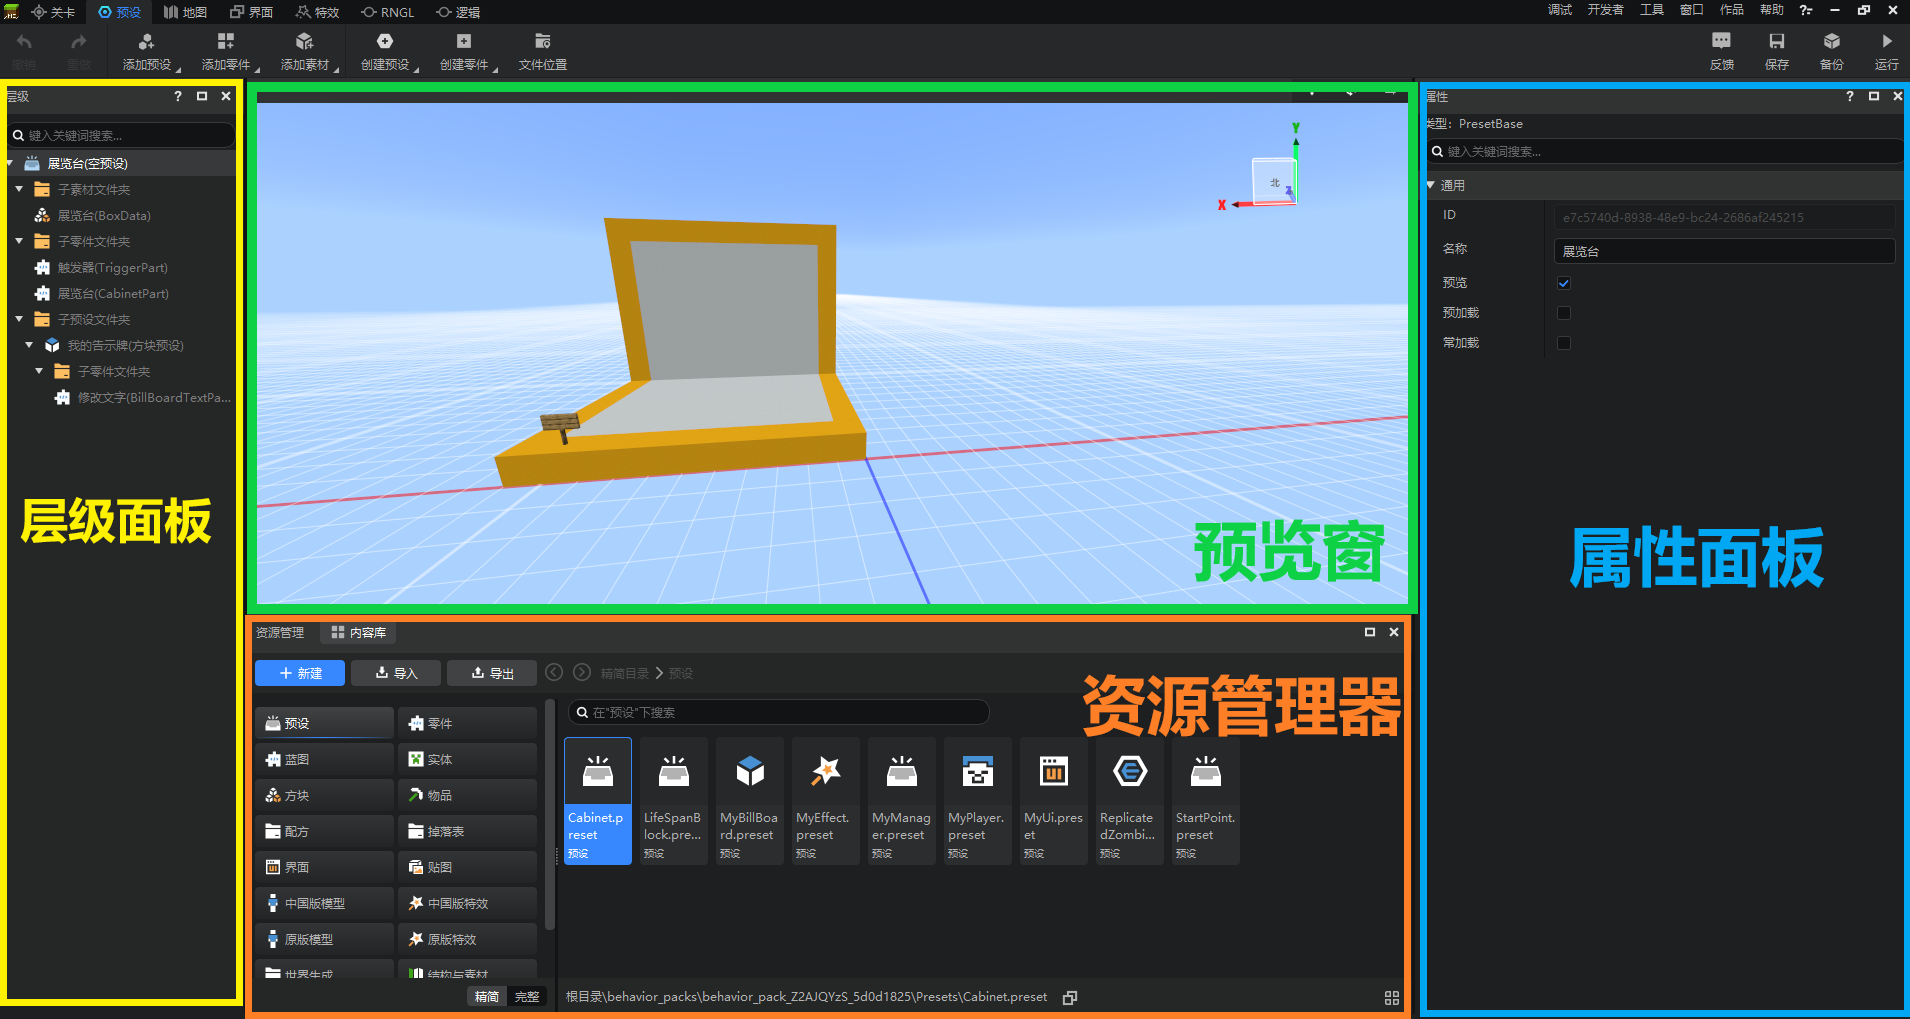 关卡 预设 地图 界面 特效 RNGL 逻辑 调试 开发者 工具 窗口 作品 帮助
撤销 重做 添加预设 添加零件 添加素材 创建预设 创建零件 文件位置 反馈 保存 备份 运行
层级
键入关键词搜索...
展览台(空预设)
子素材文件夹
展览台(BoxData)
子零件文件夹
触发器(TriggerPart)
展览台(CabinetPart)
子预设文件夹
我的告示牌(方块预设)
子零件文件夹
修改文字(BillBoardTextPa...
层级面板
Y
北
Z
X
预览窗
属性
类型: PresetBase
键入关键词搜索...
通用
ID e7c5740d-8938-48e9-bc24-2686af245215
名称 展览台
预览
预加载
常加载
属性面板
资源管理 内容库
新建 导入 导出 精简目录 预设
资源管理器
在"预设"下搜索
预设 零件
蓝图 实体
方块 物品
配方 掉落表
界面 贴图
中国版模型 中国版特效
原版模型 原版特效
世界生成 结构与素材
精简 完整
Cabinet.p
reset
预设
LifeSpanB
lock.pre...
预设
MyBillBoa
rd.preset
预设
MyEffect.
preset
预设
MyManag
er.preset
预设
MyPlayer.
preset
预设
MyUi.pres
et
预设
Replicate
dZombi...
预设
StartPoint.
preset
预设
根目录\behavior_packs\behavior_pack_Z2AJQYzS_5d0d1825\Presets\Cabinet.preset